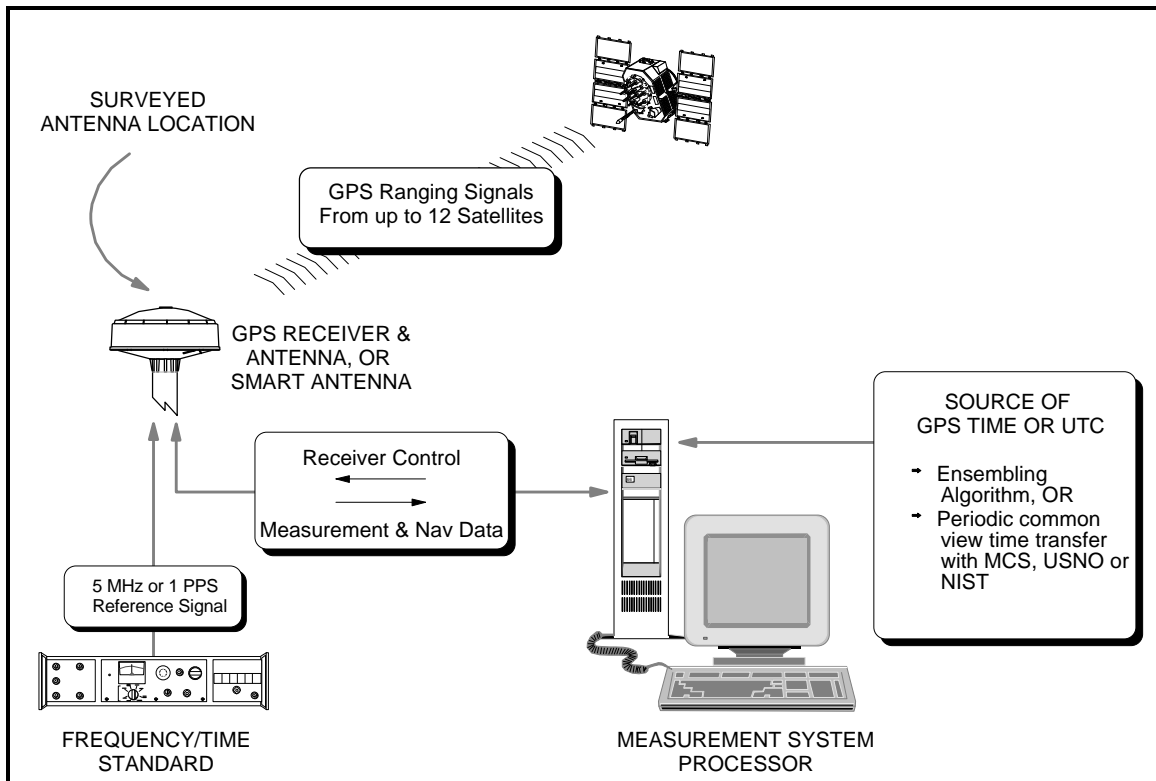 SURVEYED
ANTENNA LOCATION
GPS Ranging Signals
From up to 12 Satellites
GPS RECEIVER &
ANTENNA, OR
SMART ANTENNA
Receiver Control
Measurement & Nav Data
5 MHz or 1 PPS
Reference Signal
FREQUENCY/TIME
STANDARD
SOURCE OF
GPS TIME OR UTC
Ensembling
Algorithm, OR
Periodic common
view time transfer
with MCS, USNO or
NIST
MEASUREMENT SYSTEM
PROCESSOR